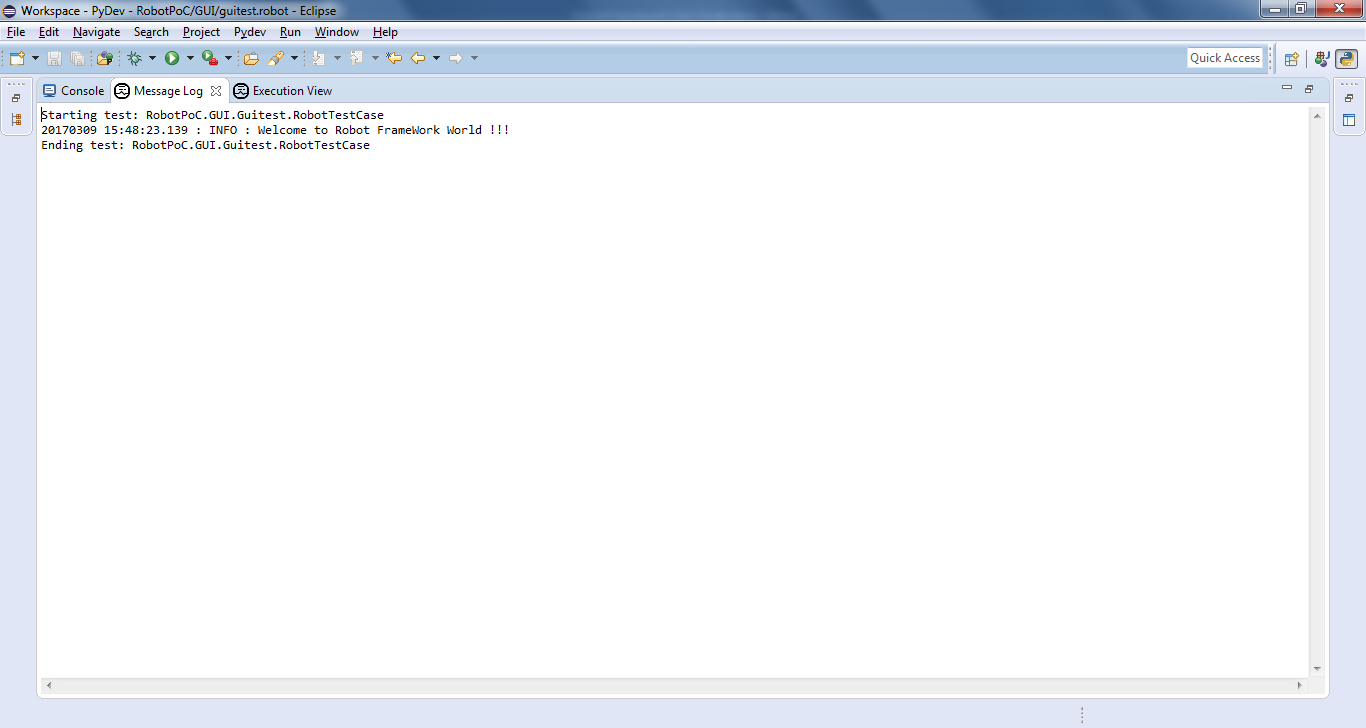 Workspace - PyDev - RobotPoC/GUI/guitest.robot - Eclipse
File Edit Navigate Search Project Pydev Run Window Help
Quick Access
Console Message Log Execution View
Starting test: RobotPoC.GUI.Guitest.RobotTestCase
20170309 15:48:23.139 : INFO : Welcome to Robot FrameWork World !!!
Ending test: RobotPoC.GUI.Guitest.RobotTestCase